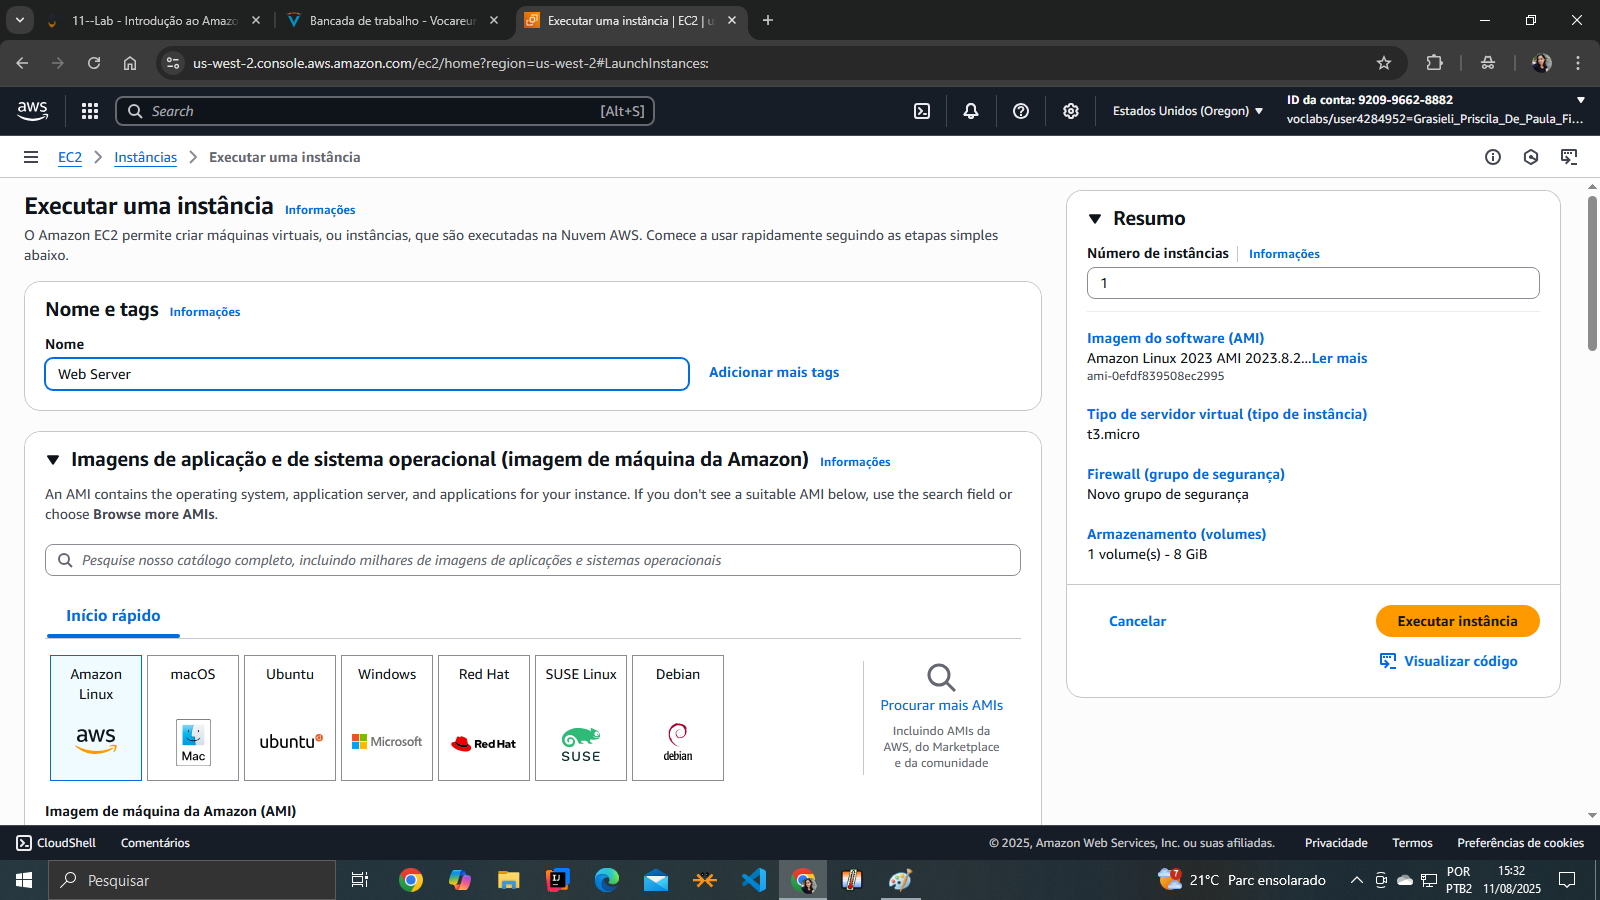 11--Lab - Introdução ao Amazo
Bancada de trabalho - Vocareu
Executar uma instância | EC2 | u
us-west-2.console.aws.amazon.com/ec2/home?region=us-west-2#LaunchInstances:
aws
Search
[Alt+S]
Estados Unidos (Oregon)
ID da conta: 9209-9662-8882
voclabs/user4284952=Grasieli_Priscila_De_Paula_Fi...
EC2
Instâncias
Executar uma instância
Executar uma instância
Informações
O Amazon EC2 permite criar máquinas virtuais, ou instâncias, que são executadas na Nuvem AWS. Comece a usar rapidamente seguindo as etapas simples
abaixo.
Nome e tags
Informações
Nome
Web Server
Adicionar mais tags
Imagens de aplicação e de sistema operacional (imagem de máquina da Amazon)
Informações
An AMI contains the operating system, application server, and applications for your instance. If you don't see a suitable AMI below, use the search field or
choose Browse more AMIs.
Pesquise nosso catálogo completo, incluindo milhares de imagens de aplicações e sistemas operacionais
Início rápido
Amazon
Linux
aws
macOS
Mac
Ubuntu
ubuntu
Windows
Microsoft
Red Hat
Red Hat
SUSE Linux
SUSE
Debian
debian
Procurar mais AMIs
Incluindo AMIs da
AWS, do Marketplace
e da comunidade
Imagem de máquina da Amazon (AMI)
Resumo
Número de instâncias
Informações
1
Imagem do software (AMI)
Amazon Linux 2023 AMI 2023.8.2...Ler mais
ami-0efdf839508ec2995
Tipo de servidor virtual (tipo de instância)
t3.micro
Firewall (grupo de segurança)
Novo grupo de segurança
Armazenamento (volumes)
1 volume(s) - 8 GiB
Cancelar
Executar instância
Visualizar código
CloudShell
Comentários
© 2025, Amazon Web Services, Inc. ou suas afiliadas.
Privacidade
Termos
Preferências de cookies
Pesquisar
7
21°C
Parc ensolarado
POR
PTB2
15:32
11/08/2025